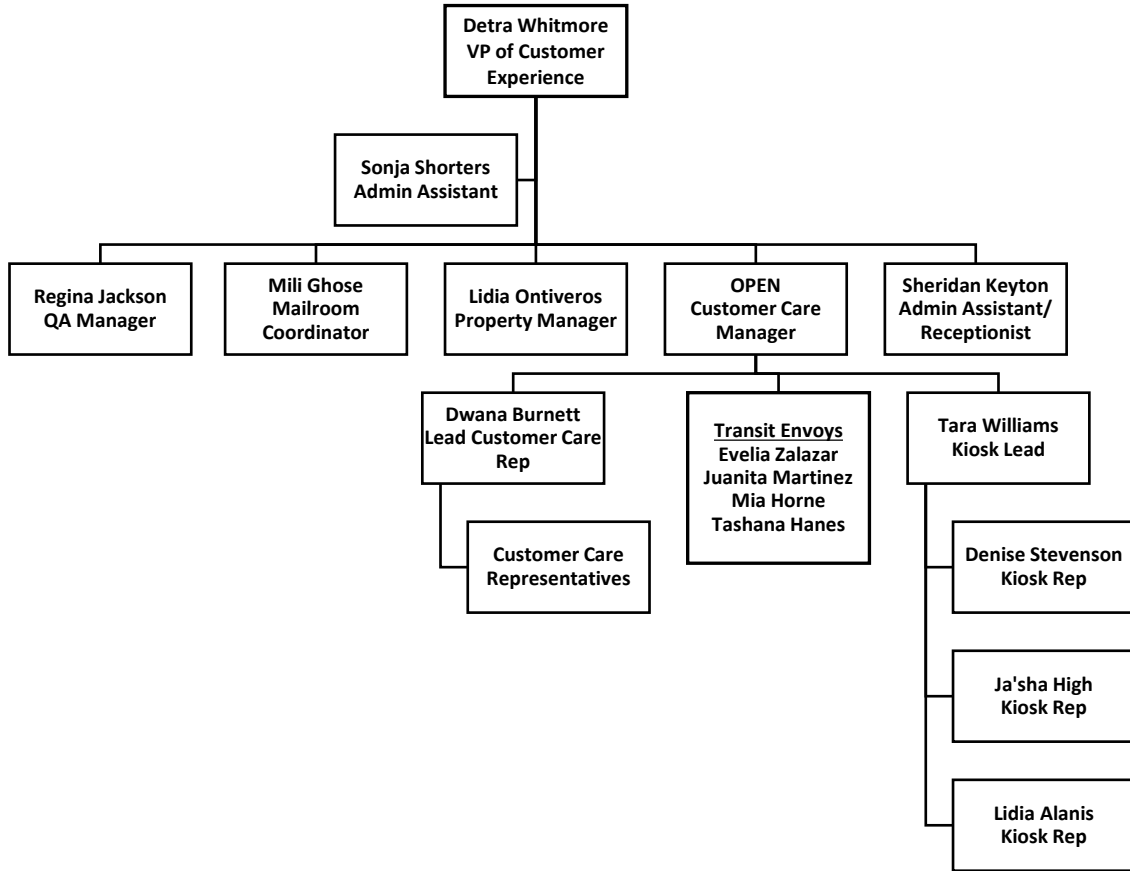 Detra Whitmore
VP of Customer
Experience
Sonja Shorters
Admin Assistant
Regina Jackson
QA Manager
Mili Ghose
Mailroom
Coordinator
Lidia Ontiveros
Property Manager
OPEN
Customer Care
Manager
Sheridan Keyton
Admin Assistant/
Receptionist
Dwana Burnett
Lead Customer Care
Rep
Transit Envoys
Evelia Zalazar
Juanita Martinez
Mia Horne
Tashana Hanes
Tara Williams
Kiosk Lead
Customer Care
Representatives
Denise Stevenson
Kiosk Rep
Ja'sha High
Kiosk Rep
Lidia Alanis
Kiosk Rep